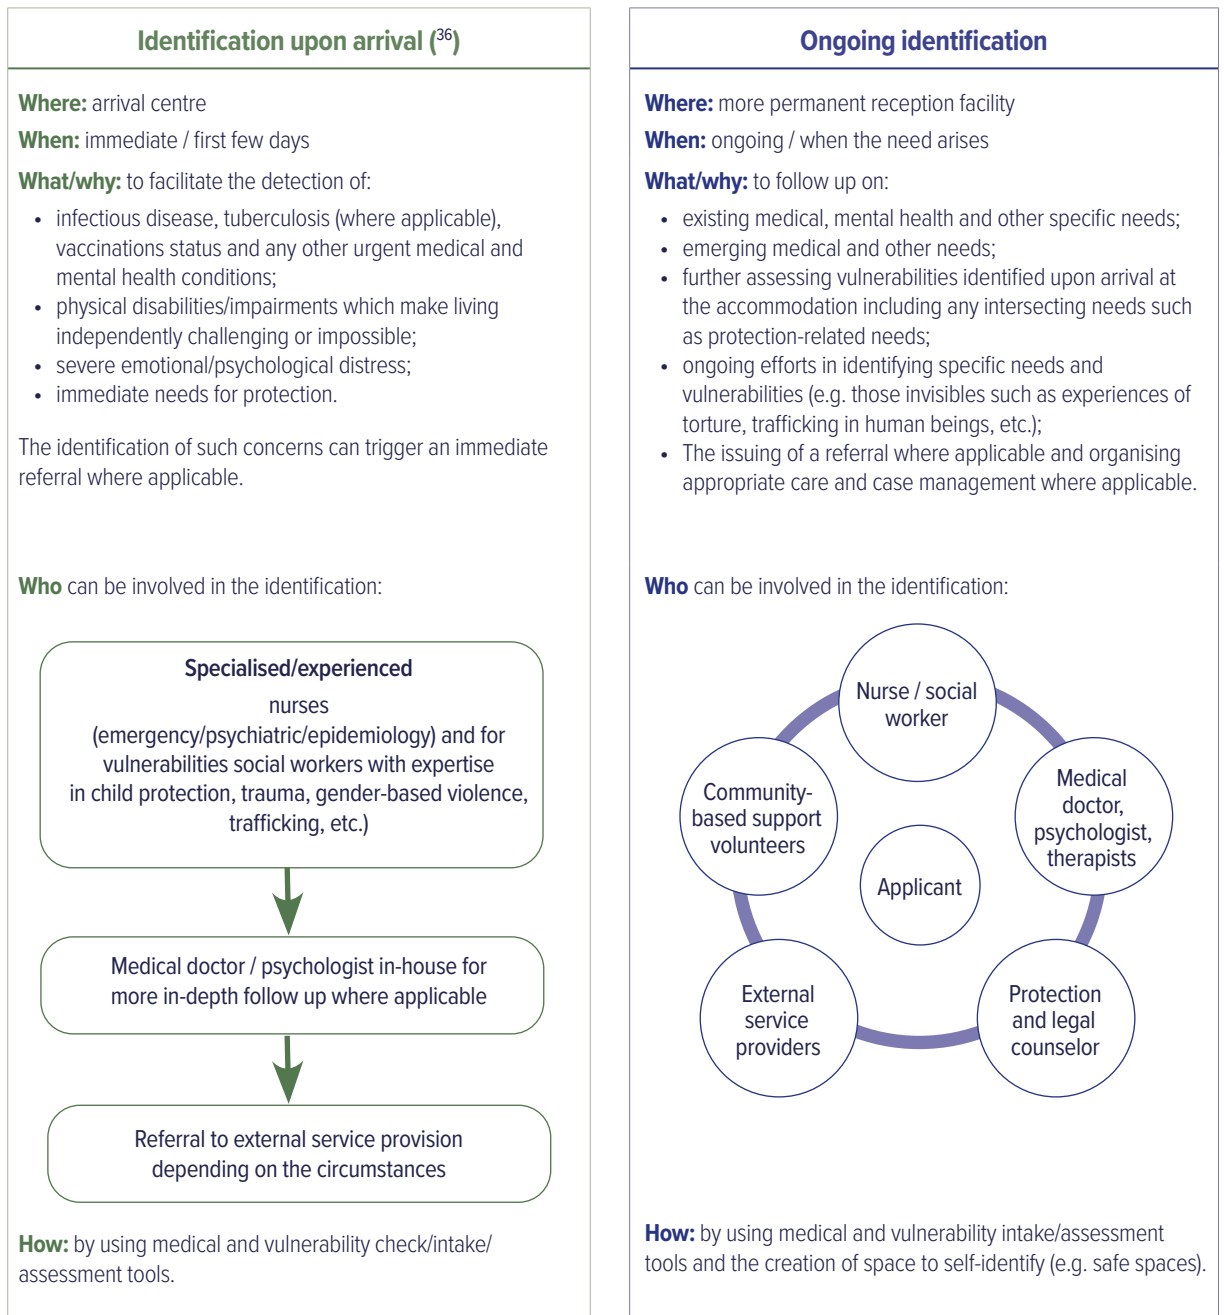 Identification upon arrival (36)
Where: arrival centre
When: immediate / first few days
What/why: to facilitate the detection of:
• infectious disease, tuberculosis (where applicable),
vaccinations status and any other urgent medical and
mental health conditions;
• physical disabilities/impairments which make living
independently challenging or impossible;
• severe emotional/psychological distress;
• immediate needs for protection.
The identification of such concerns can trigger an immediate
referral where applicable.
Who can be involved in the identification:
Specialised/experienced
nurses
(emergency/psychiatric/epidemiology) and for
vulnerabilities social workers with expertise
in child protection, trauma, gender-based violence,
trafficking, etc.)
Medical doctor / psychologist in-house for
more in-depth follow up where applicable
Referral to external service provision
depending on the circumstances
How: by using medical and vulnerability check/intake/
assessment tools.
Ongoing identification
Where: more permanent reception facility
When: ongoing / when the need arises
What/why: to follow up on:
• existing medical, mental health and other specific needs;
• emerging medical and other needs;
• further assessing vulnerabilities identified upon arrival at
the accommodation including any intersecting needs such
as protection-related needs;
• ongoing efforts in identifying specific needs and
vulnerabilities (e.g. those invisibles such as experiences of
torture, trafficking in human beings, etc.);
• The issuing of a referral where applicable and organising
appropriate care and case management where applicable.
Who can be involved in the identification:
Nurse / social
worker
Medical
doctor,
psychologist,
therapists
Protection
and legal
counselor
External
service
providers
Community-
based support
volunteers
Applicant
How: by using medical and vulnerability intake/assessment
tools and the creation of space to self-identify (e.g. safe spaces).